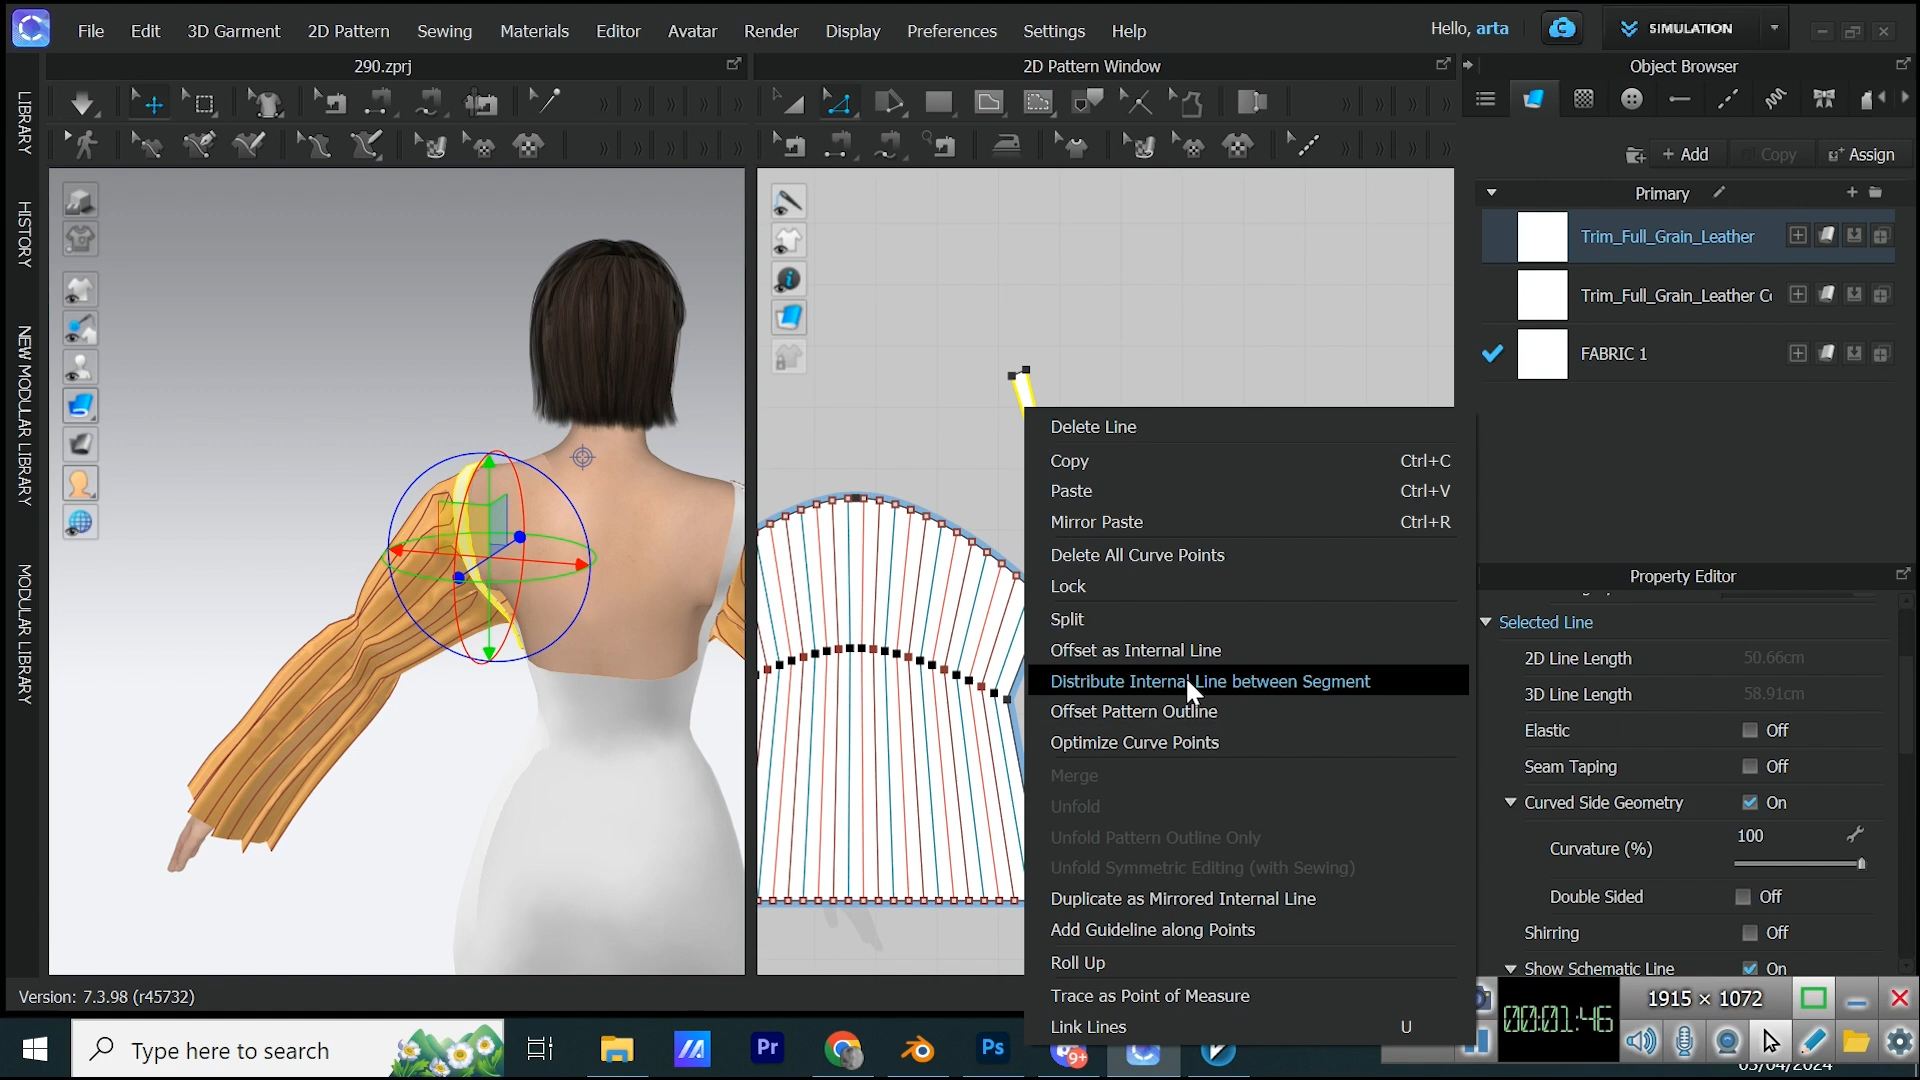 File Edit 3D Garment 2D Pattern Sewing Materials Editor Avatar Render Display Preferences Settings Help
Hello, arta
SIMULATION
290.zprj
2D Pattern Window
Object Browser
LIBRARY
HISTORY
NEW MODULAR LIBRARY
MODULAR LIBRARY
+ Add
Copy
Assign
Primary
Trim_Full_Grain_Leather
Trim_Full_Grain_Leather Co
FABRIC 1
Delete Line
Copy Ctrl+C
Paste Ctrl+V
Mirror Paste Ctrl+R
Delete All Curve Points
Lock
Split
Offset as Internal Line
Distribute Internal Line between Segment
Offset Pattern Outline
Optimize Curve Points
Merge
Unfold
Unfold Pattern Outline Only
Unfold Symmetric Editing (with Sewing)
Duplicate as Mirrored Internal Line
Add Guideline along Points
Roll Up
Trace as Point of Measure
Link Lines U
Property Editor
Selected Line
2D Line Length 50.66cm
3D Line Length 58.91cm
Elastic Off
Seam Taping Off
Curved Side Geometry On
Curvature (%) 100
Double Sided Off
Shirring Off
Show Schematic Line On
Version: 7.3.98 (r45732)
00:01:46
1915 × 1072
Type here to search
Pr
Ps
9+
03/04/2024